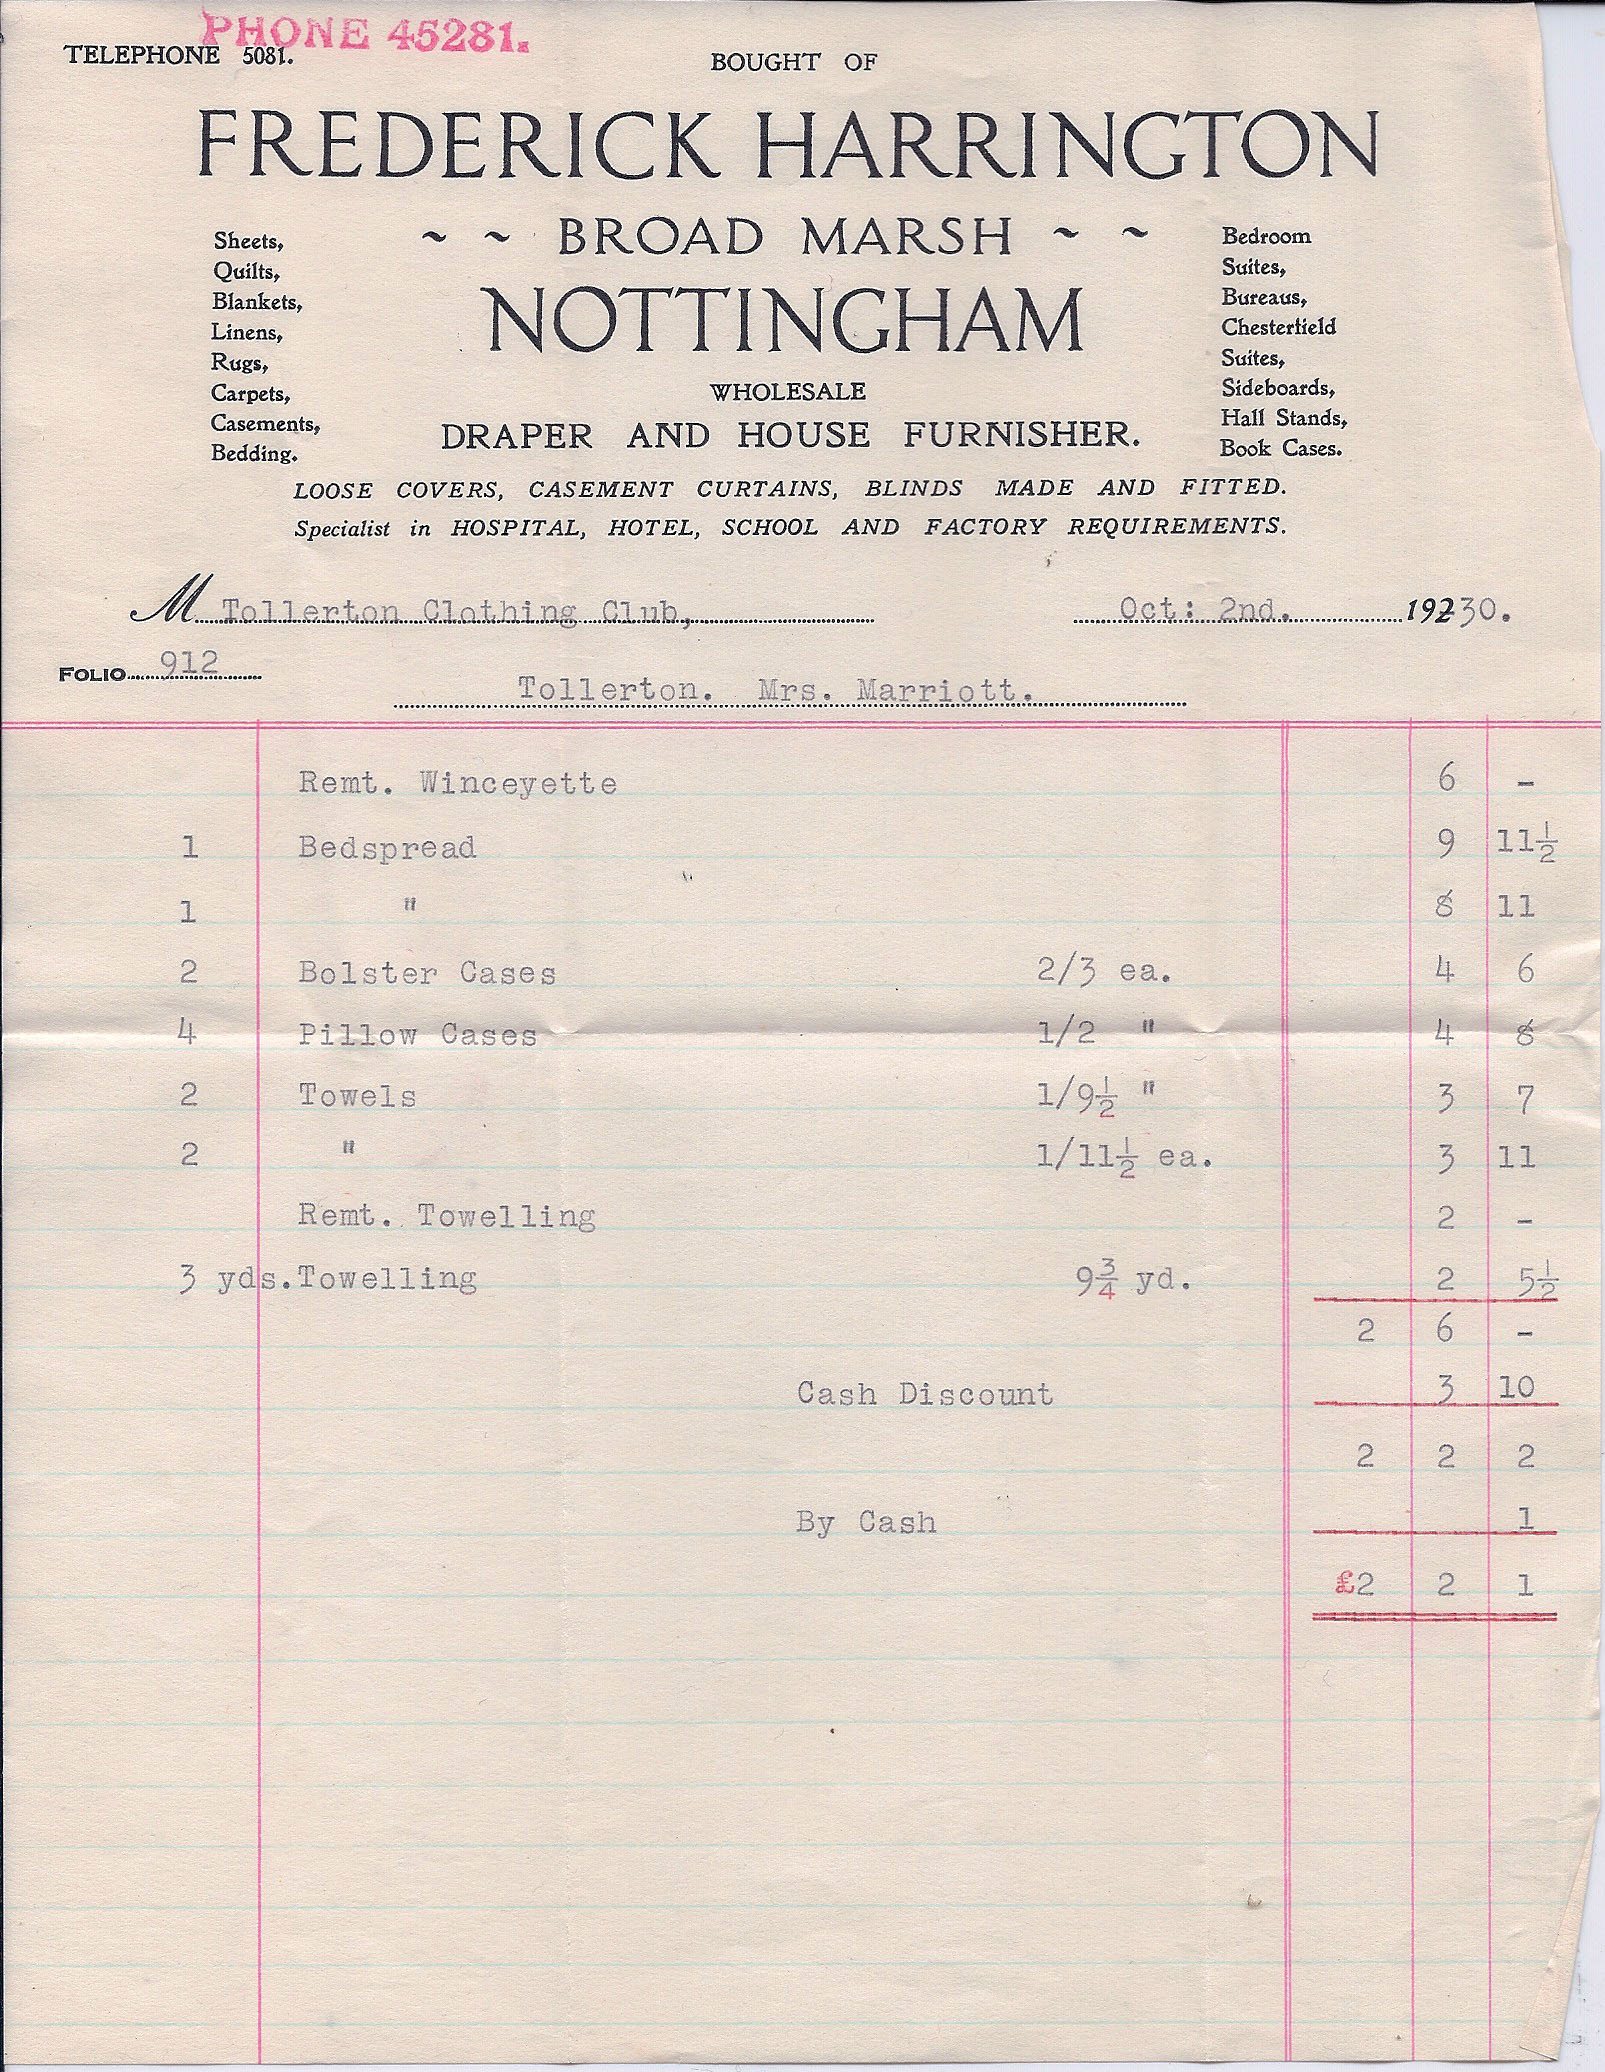 PHONE 45281.
TELEPHONE 5081.
BOUGHT OF
FREDERICK HARRINGTON
~ ~ BROAD MARSH ~ ~
NOTTINGHAM
WHOLESALE
DRAPER AND HOUSE FURNISHER.
Sheets,
Quilts,
Blankets,
Linens,
Rugs,
Carpets,
Casements,
Bedding.
Bedroom
Suites,
Bureaus,
Chesterfield
Suites,
Sideboards,
Hall Stands,
Book Cases.
LOOSE COVERS, CASEMENT CURTAINS, BLINDS MADE AND FITTED.
Specialist in HOSPITAL, HOTEL, SCHOOL AND FACTORY REQUIREMENTS.
M Tollerton Clothing Club, Oct: 2nd. 19230.
FOLIO 912
Tollerton. Mrs. Marriott.
Remt. Winceyette 6 -
1 Bedspread 9 11½
1 " 8 11
2 Bolster Cases 2/3 ea. 4 6
4 Pillow Cases 1/2 " 4 8
2 Towels 1/9½ " 3 7
2 " 1/11½ ea. 3 11
Remt. Towelling 2 -
3 yds. Towelling 9¾ yd. 2 5½
2 6 -
Cash Discount 3 10
2 2 2
By Cash 1
£2 2 1